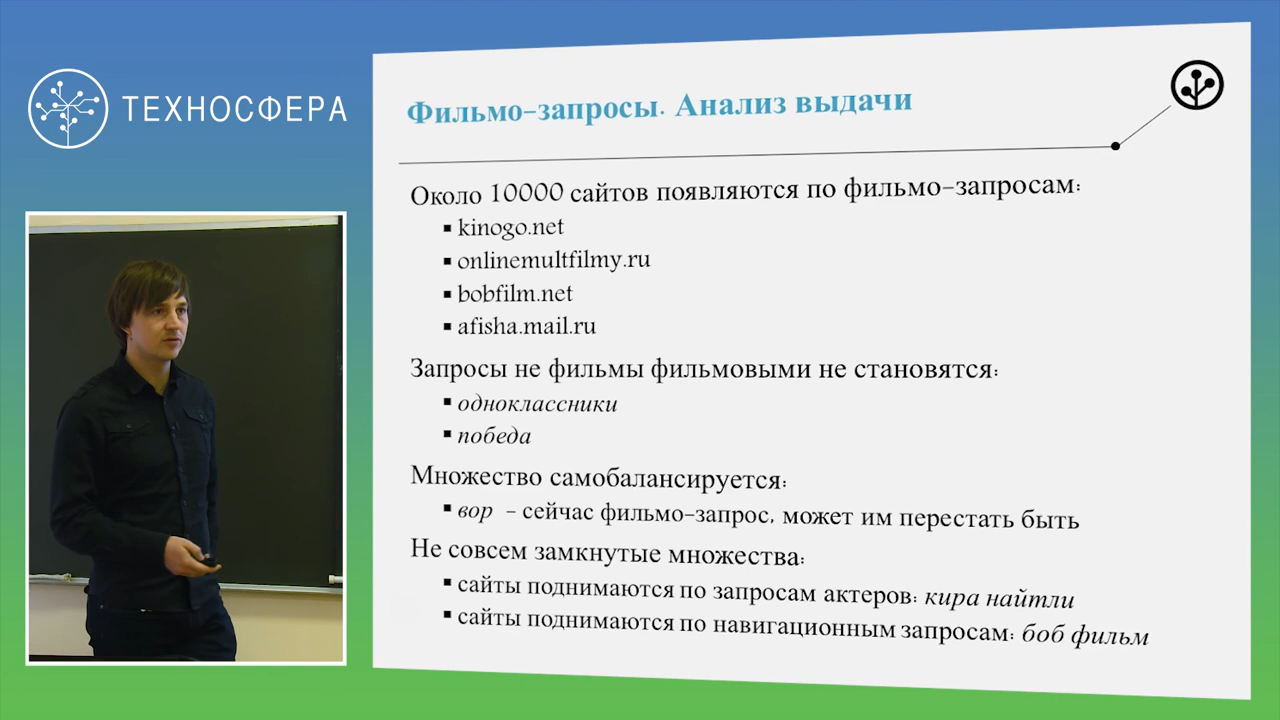 ТЕХНОСФЕРА
Фильмо-запросы. Анализ выдачи
Около 10000 сайтов появляются по фильмо-запросам:
▪ kinogo.net
▪ onlinemultfilmy.ru
▪ bobfilm.net
▪ afisha.mail.ru
Запросы не фильмы фильмовыми не становятся:
▪ одноклассники
▪ победа
Множество самобалансируется:
▪ вор - сейчас фильмо-запрос, может им перестать быть
Не совсем замкнутые множества:
▪ сайты поднимаются по запросам актеров: кира найтли
▪ сайты поднимаются по навигационным запросам: боб фильм